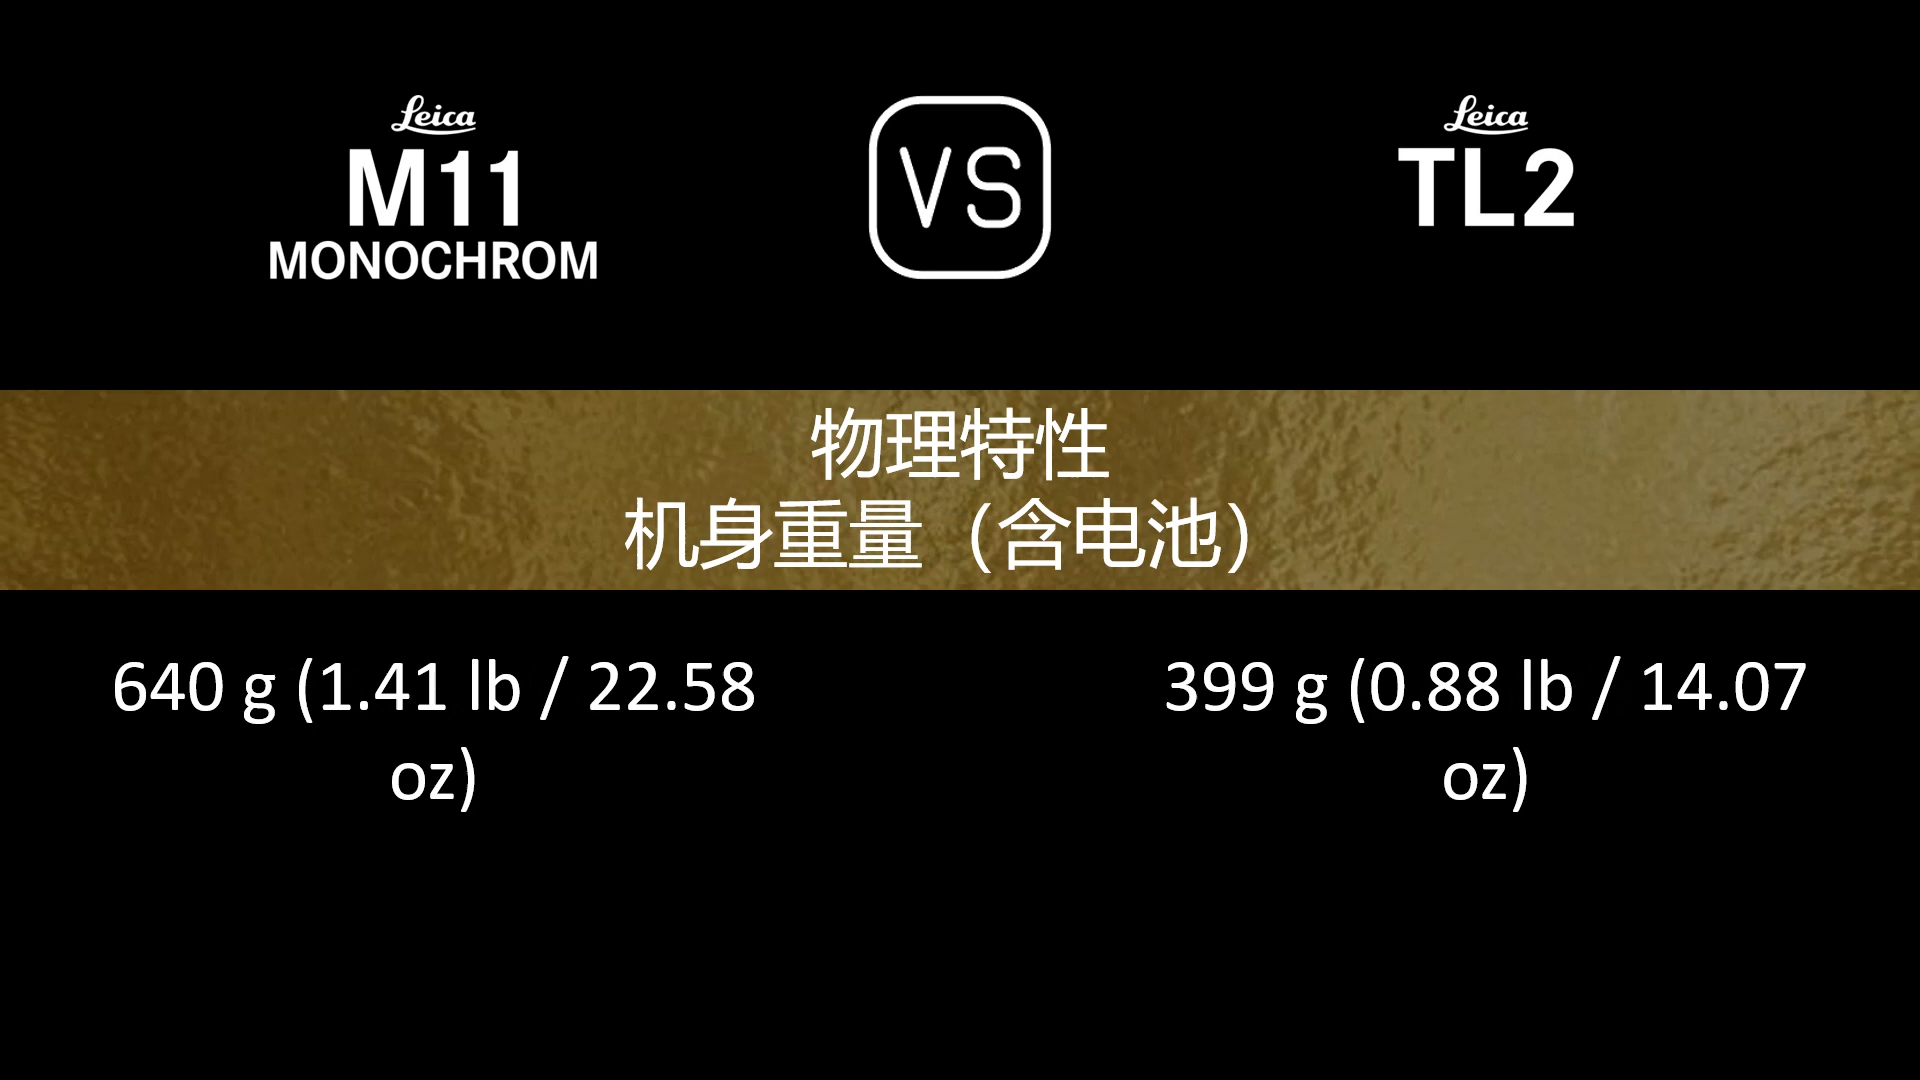 Leica
M11
MONOCHROM
VS
Leica
TL2
物理特性
机身重量（含电池）
640 g (1.41 lb / 22.58
oz)
399 g (0.88 lb / 14.07
oz)